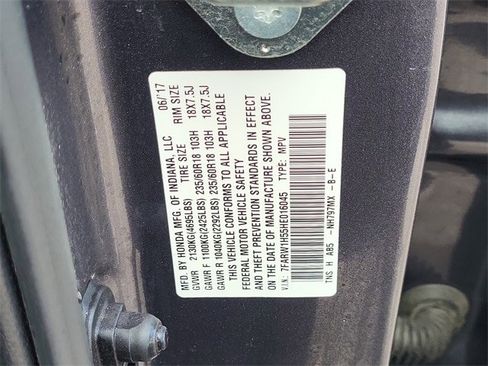 MFD. BY HONDA MFG. OF INDIANA, LLC 06/'17
TIRE SIZE RIM SIZE
GVWR 2130KG(4695LBS)
GAWR F 1100KG(2425LBS) 235/60R18 103H 18X7.5J
GAWR R 1040KG(2292LBS) 235/60R18 103H 18X7.5J
THIS VEHICLE CONFORMS TO ALL APPLICABLE
FEDERAL MOTOR VEHICLE SAFETY
AND THEFT PREVENTION STANDARDS IN EFFECT
ON THE DATE OF MANUFACTURE SHOWN ABOVE.
V.I.N.: 7FARW1H55HE016045 TYPE: MPV
TNS H AB5 -NH797MX -B-E